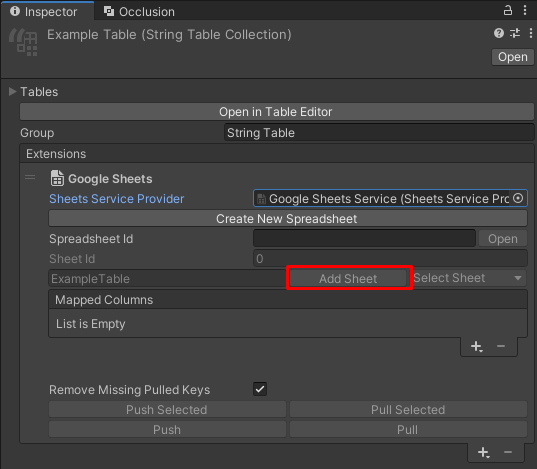 Inspector Occlusion
Example Table (String Table Collection)
Open
Tables
Open in Table Editor
Group String Table
Extensions
Google Sheets
Sheets Service Provider Google Sheets Service (Sheets Service Pro
Create New Spreadsheet
Spreadsheet Id Open
Sheet Id 0
ExampleTable Add Sheet Select Sheet
Mapped Columns
List is Empty
Remove Missing Pulled Keys
Push Selected Pull Selected
Push Pull